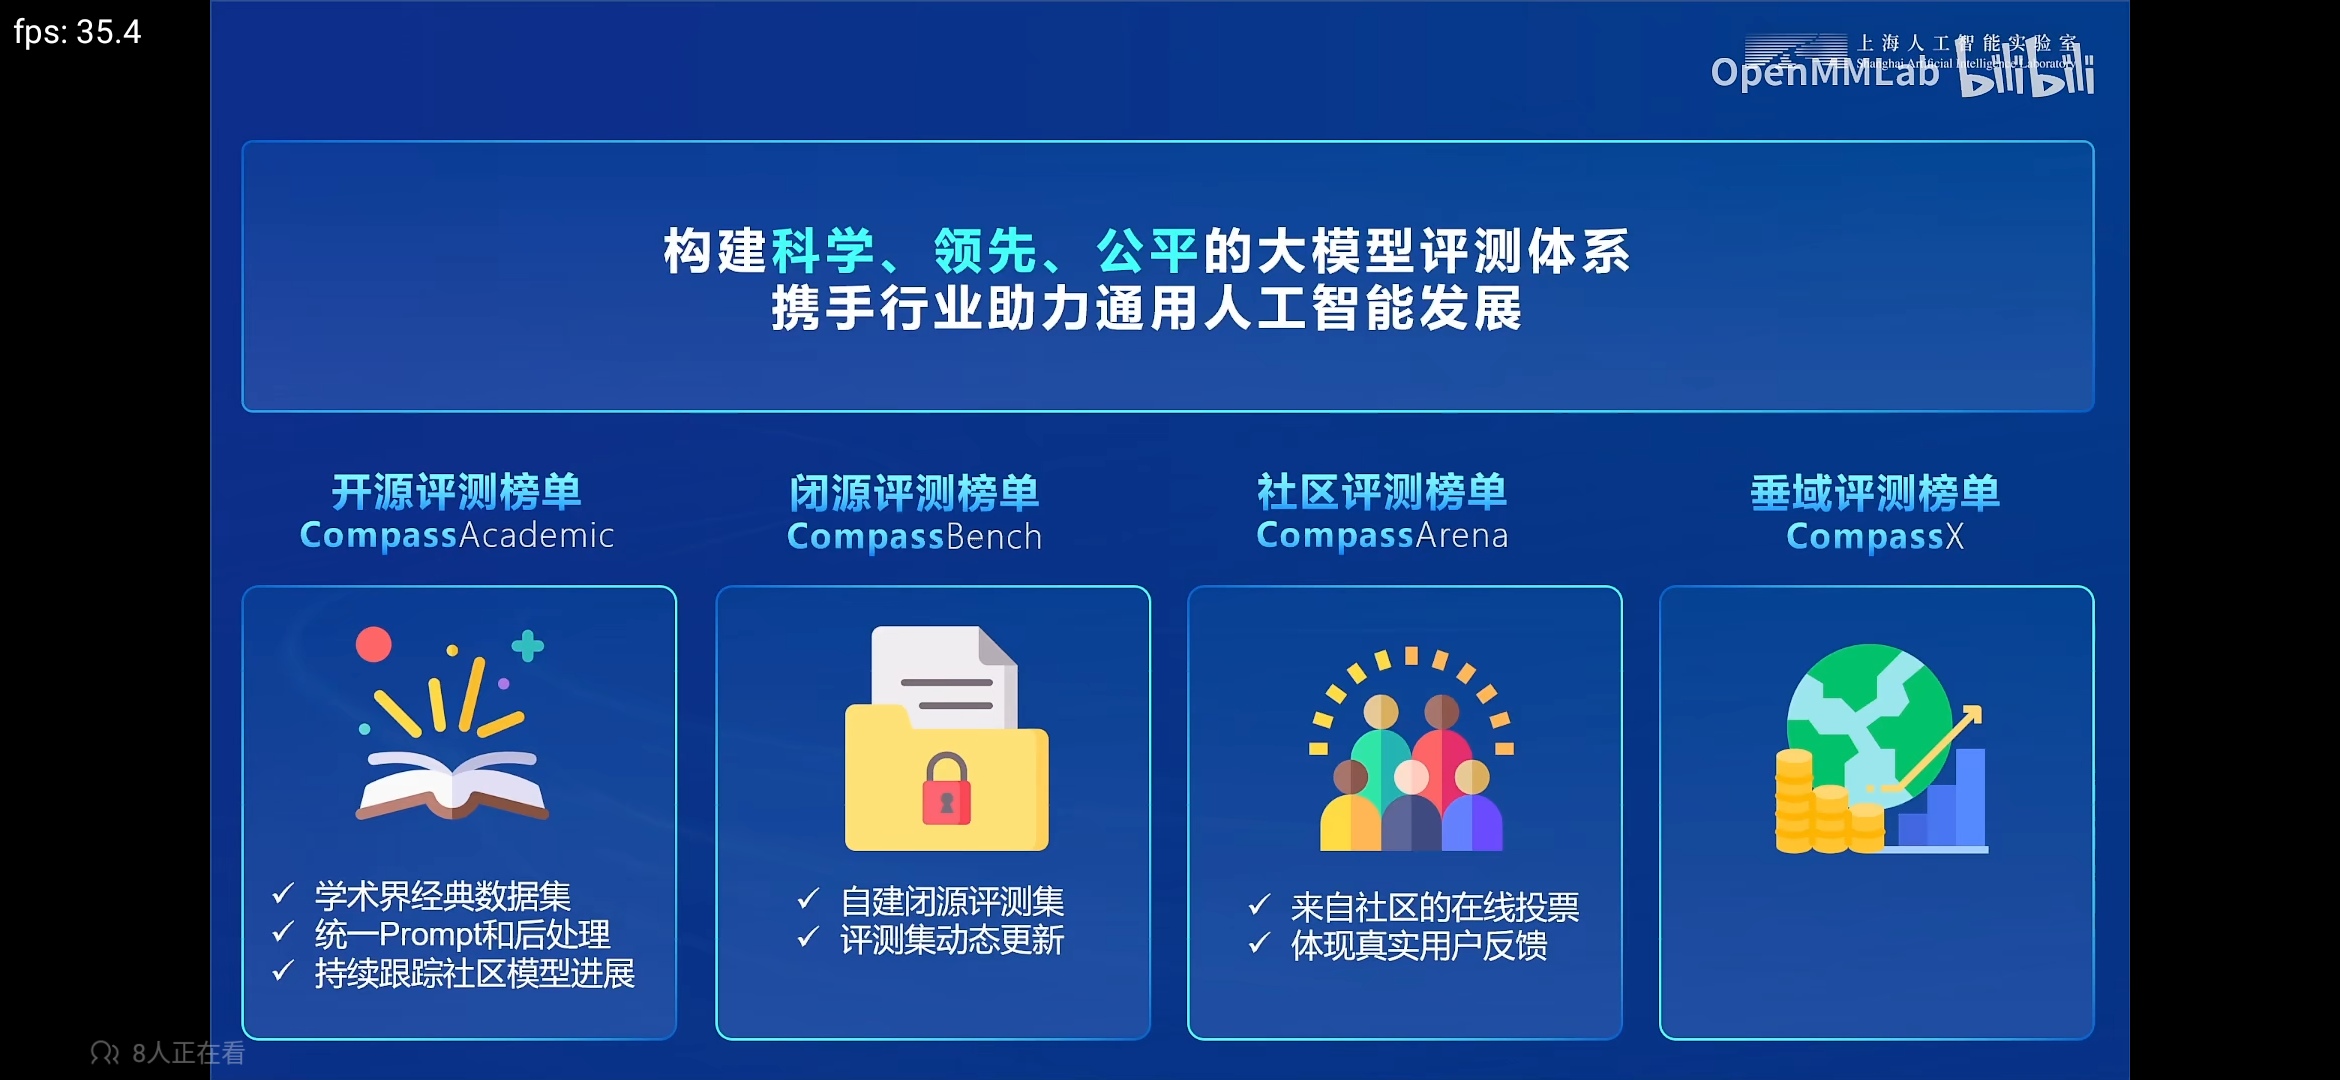 fps: 35.4
上海人工智能实验室
Shanghai Artificial Intelligence Laboratory
OpenMMLab bilibili
构建科学、领先、公平的大模型评测体系
携手行业助力通用人工智能发展
开源评测榜单
CompassAcademic
学术界经典数据集
统一Prompt和后处理
持续跟踪社区模型进展
闭源评测榜单
CompassBench
自建闭源评测集
评测集动态更新
社区评测榜单
CompassArena
来自社区的在线投票
体现真实用户反馈
垂域评测榜单
CompassX
8人正在看